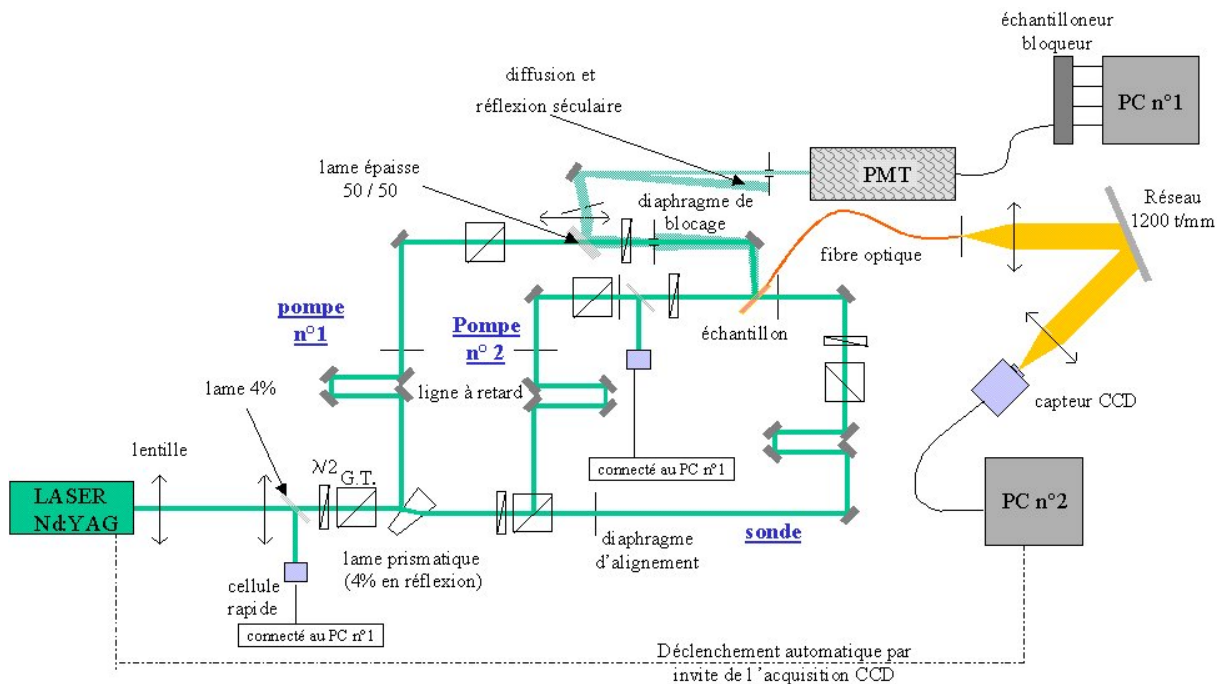 échantilloneur
bloqueur
PC n°1
diffusion et
réflexion séculaire
lame épaisse
50 / 50
PMT
diaphragme de
blocage
Réseau
1200 t/mm
fibre optique
pompe
n°1
Pompe
n° 2
échantillon
lame 4%
ligne à retard
capteur CCD
lentille
λ/2
G.T.
connecté au PC n°1
LASER
Nd:YAG
PC n°2
sonde
diaphragme
d'alignement
lame prismatique
(4% en réflexion)
cellule
rapide
connecté au PC n°1
Déclenchement automatique par
invite de l'acquisition CCD